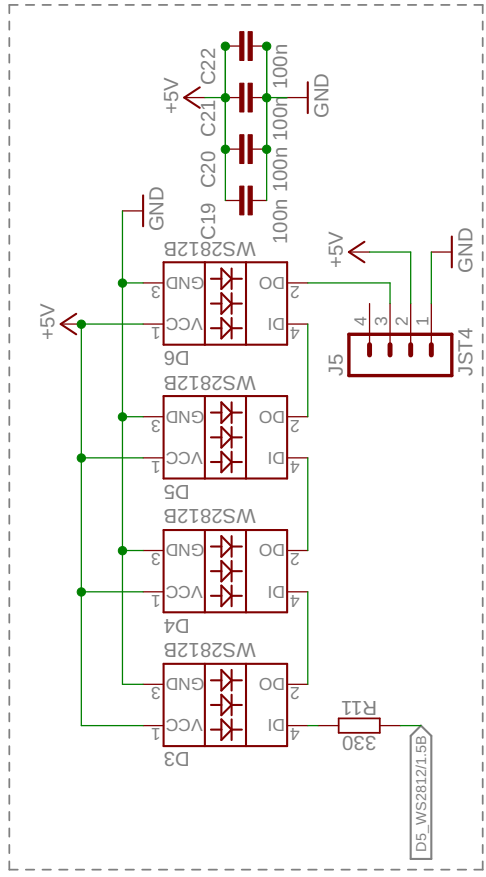 C22
100n
+5V
GND
C21
100n
C20
100n
C19
100n
GND
WS2812B
GND
DO
3
2
+5V
VCC
DI
1
4
D6
+5V
GND
4
3
2
1
J5
JST4
WS2812B
GND
DO
3
2
VCC
DI
1
4
D5
WS2812B
GND
DO
3
2
VCC
DI
1
4
D4
WS2812B
GND
DO
3
2
VCC
DI
1
4
D3
R11
330
D5_WS2812/1.5B